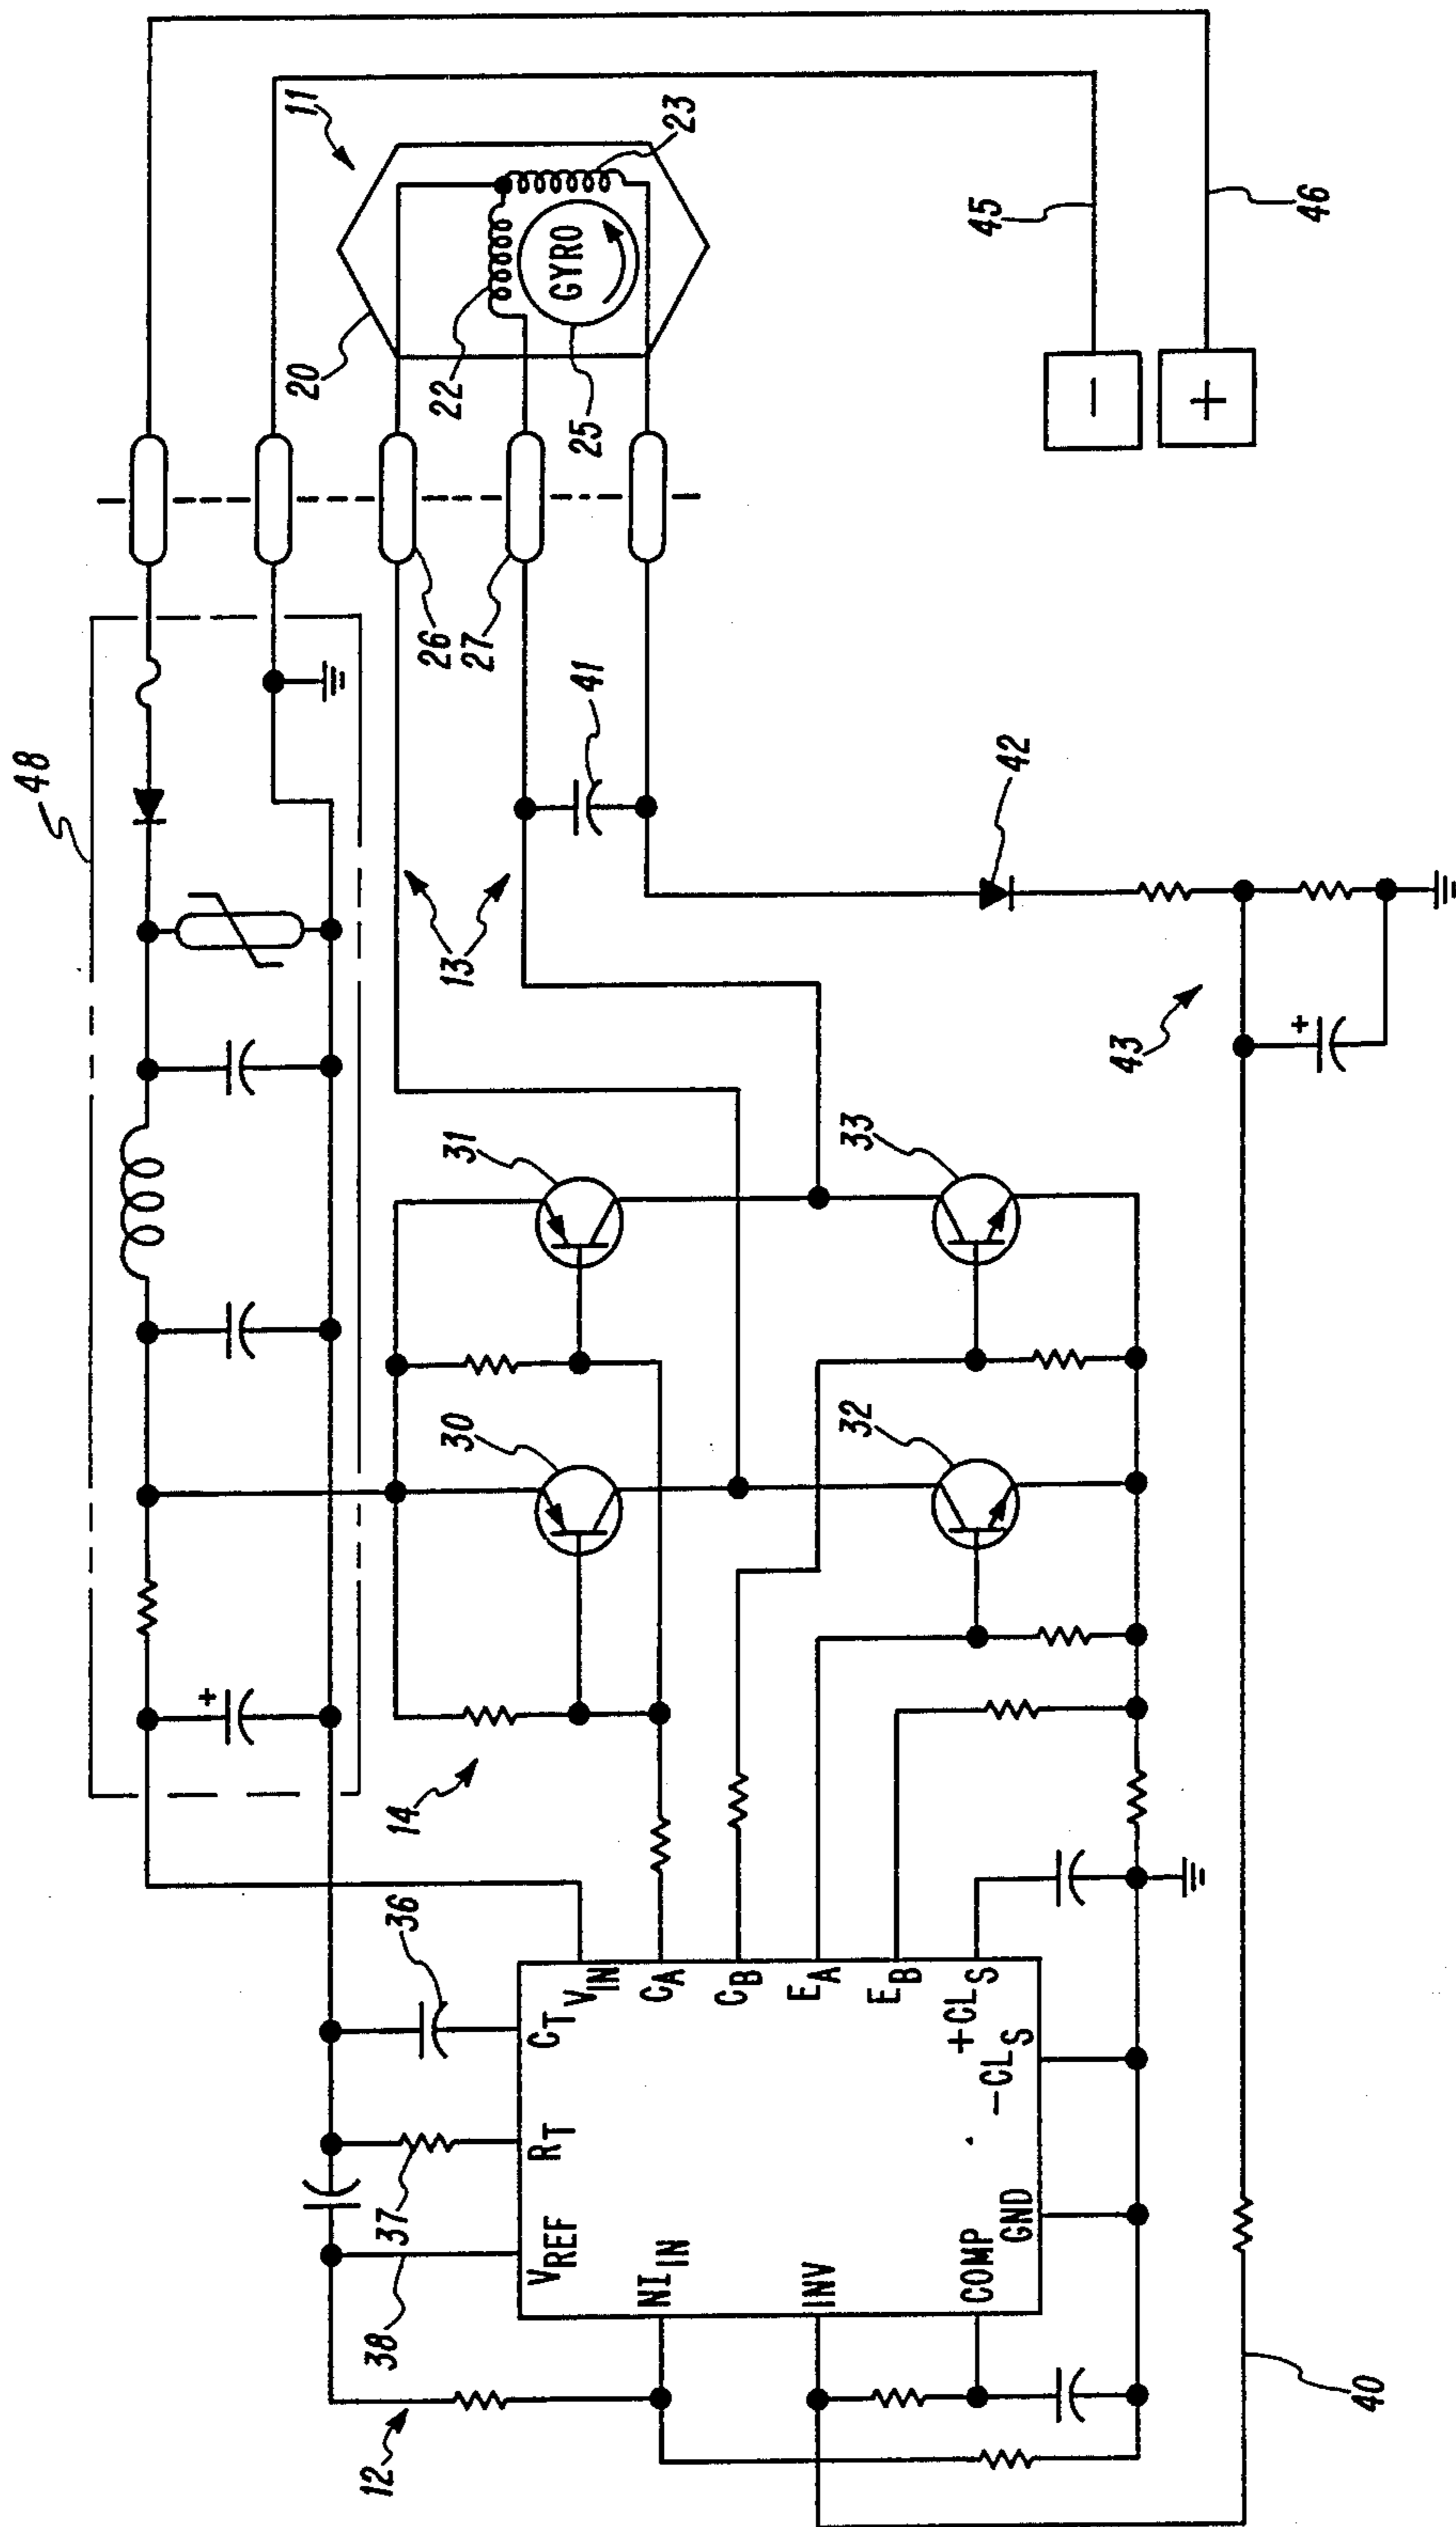 48
11
20
22
23
GYRO
25
26
27
13
41
45
46
-
+
42
43
+
31
33
30
32
14
+
36
37
38
12
40
VIN
CT
RT
VREF
CA
CB
EA
EB
+CLS
-CLS
GND
COMP
INV
NIIN